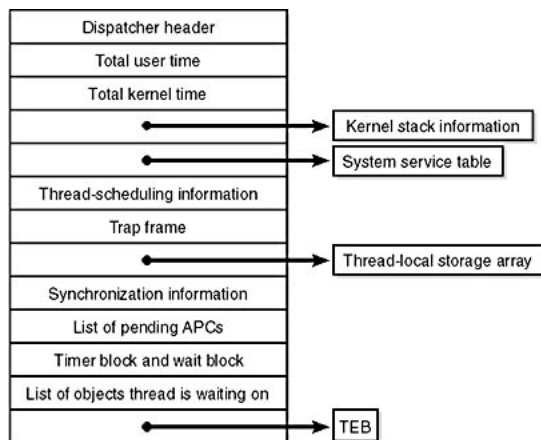 Dispatcher header
Total user time
Total kernel time
Kernel stack information
System service table
Thread-scheduling information
Trap frame
Thread-local storage array
Synchronization information
List of pending APCs
Timer block and wait block
List of objects thread is waiting on
TEB